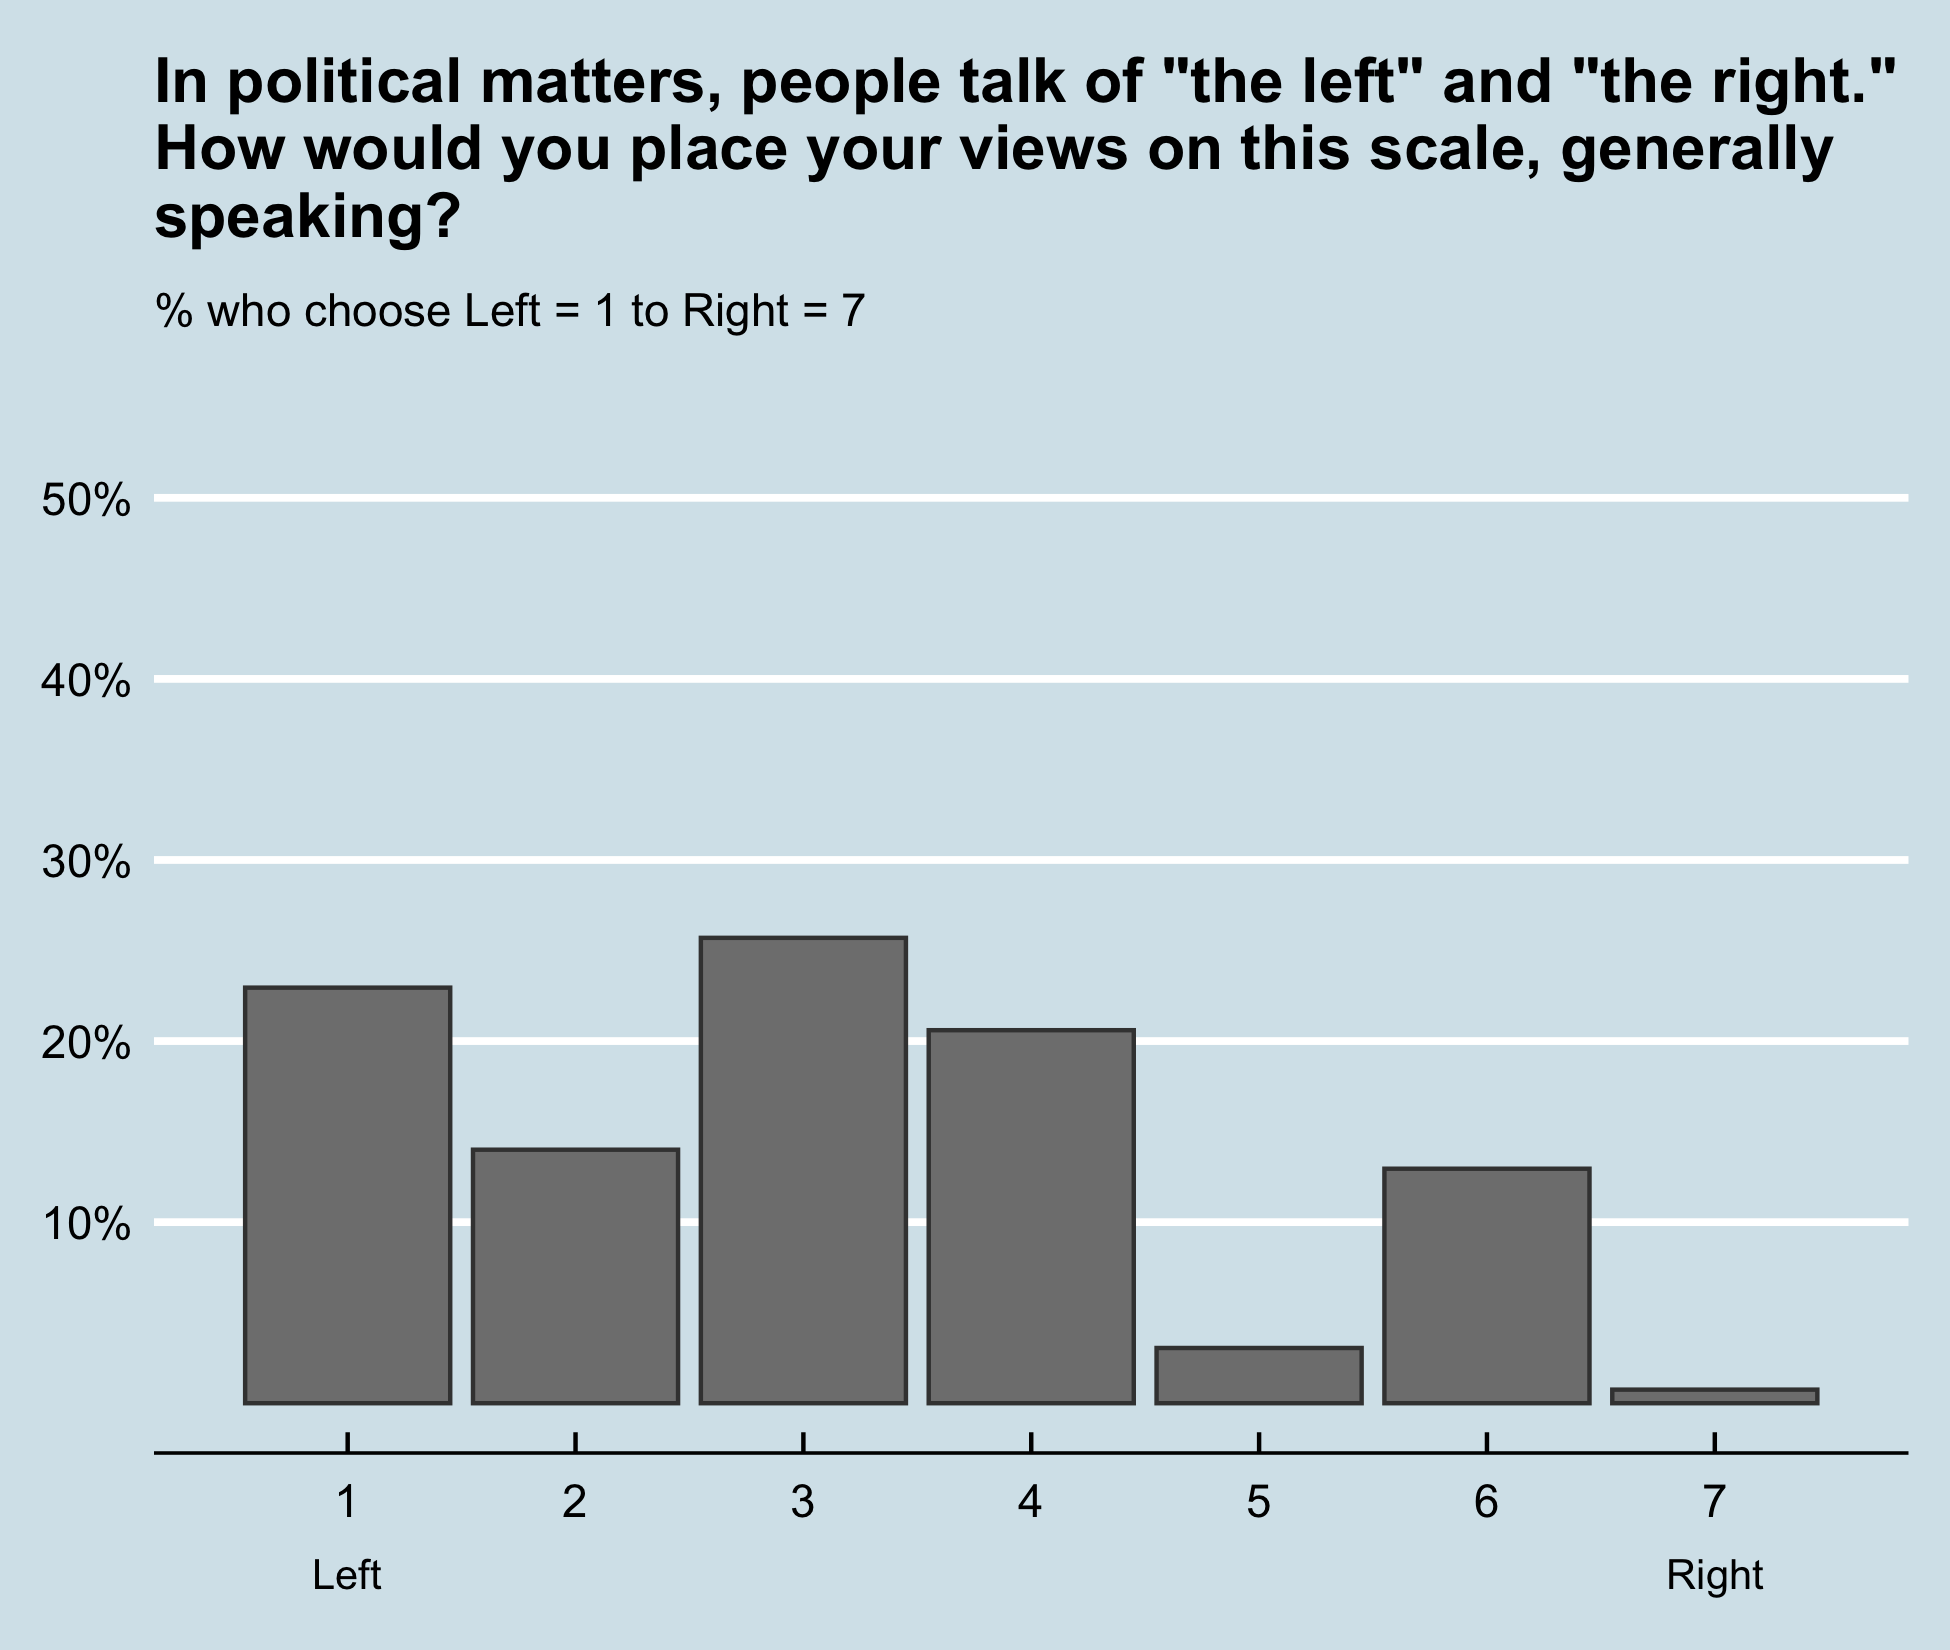 In political matters, people talk of "the left" and "the right."
How would you place your views on this scale, generally
speaking?
% who choose Left = 1 to Right = 7
50%
40%
30%
20%
10%
1 2 3 4 5 6 7
Left Right